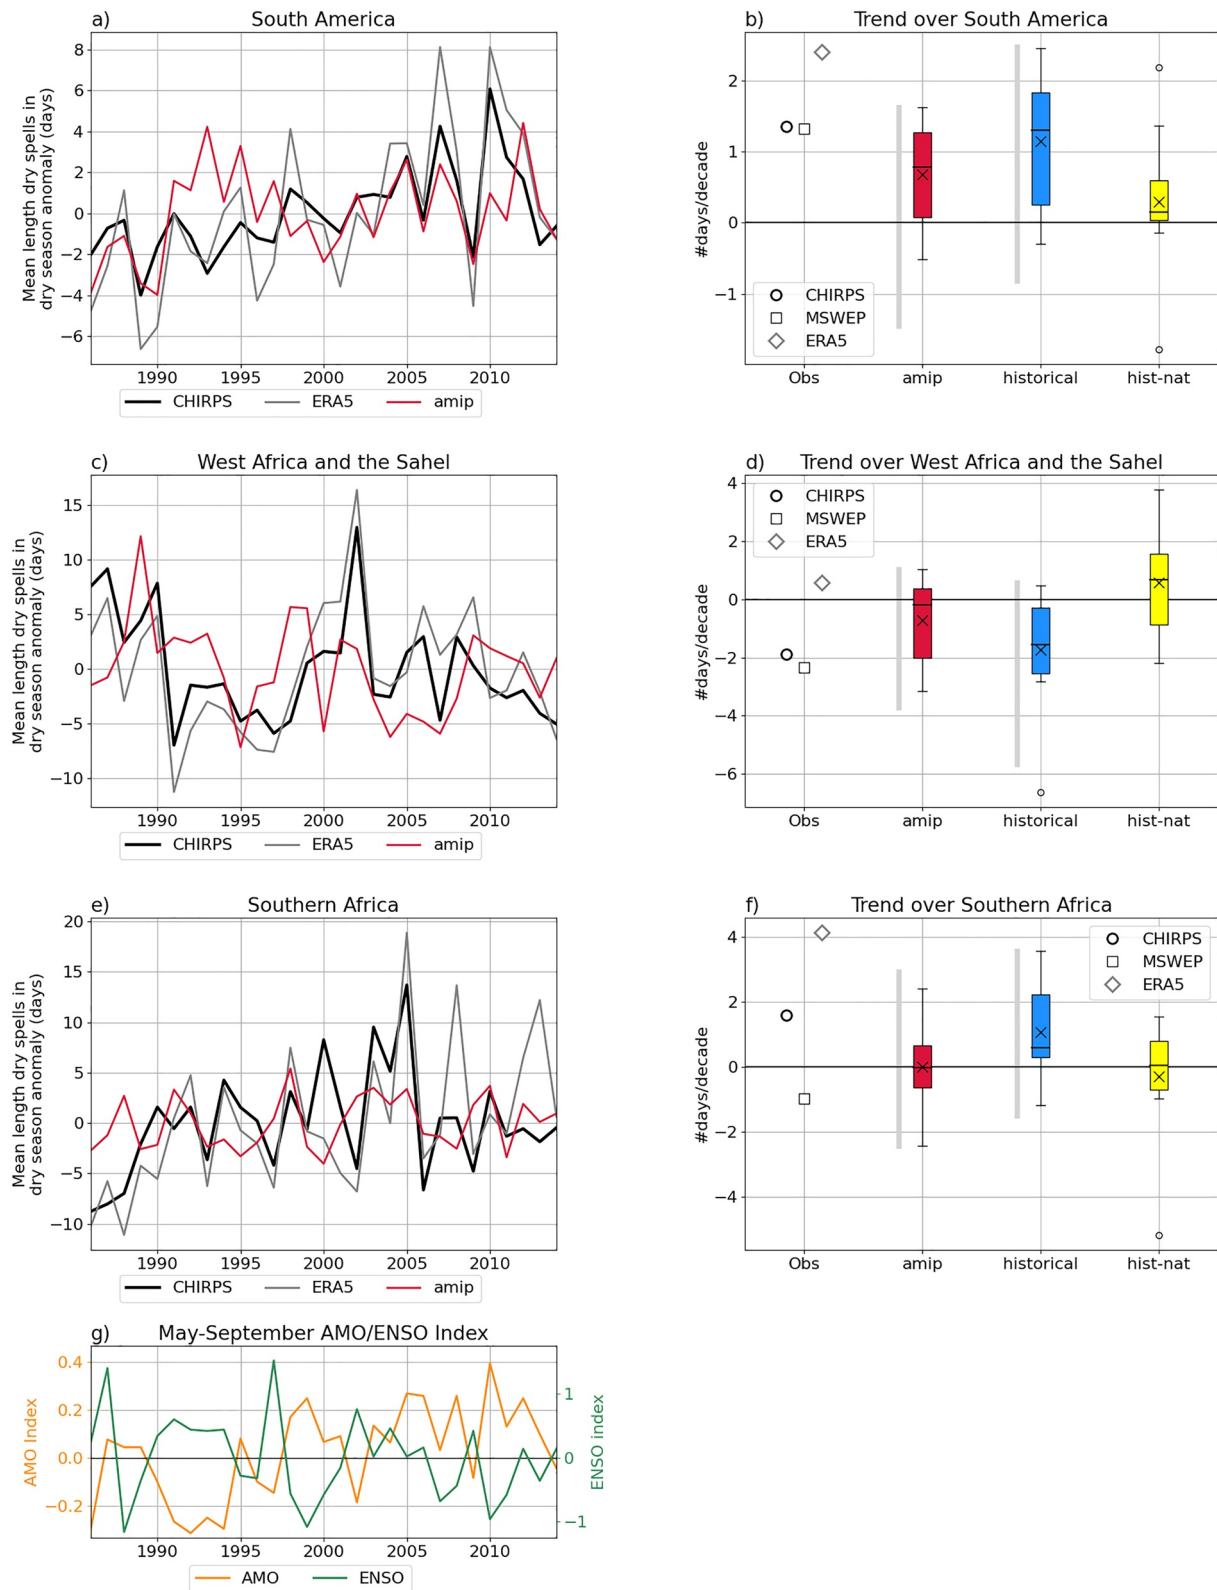 a) South America
Mean length dry spells in
dry season anomaly (days)
8
6
4
2
0
−2
−4
−6
1990 1995 2000 2005 2010
CHIRPS ERA5 amip
b) Trend over South America
#days/decade
2
1
0
−1
CHIRPS
MSWEP
ERA5
Obs amip historical hist-nat
c) West Africa and the Sahel
Mean length dry spells in
dry season anomaly (days)
15
10
5
0
−5
−10
1990 1995 2000 2005 2010
CHIRPS ERA5 amip
d) Trend over West Africa and the Sahel
#days/decade
4
2
0
−2
−4
−6
CHIRPS
MSWEP
ERA5
Obs amip historical hist-nat
e) Southern Africa
Mean length dry spells in
dry season anomaly (days)
20
15
10
5
0
−5
−10
1990 1995 2000 2005 2010
CHIRPS ERA5 amip
f) Trend over Southern Africa
#days/decade
4
2
0
−2
−4
CHIRPS
MSWEP
ERA5
Obs amip historical hist-nat
g) May-September AMO/ENSO Index
AMO Index
0.4
0.2
0.0
−0.2
ENSO index
1
0
−1
1990 1995 2000 2005 2010
AMO ENSO